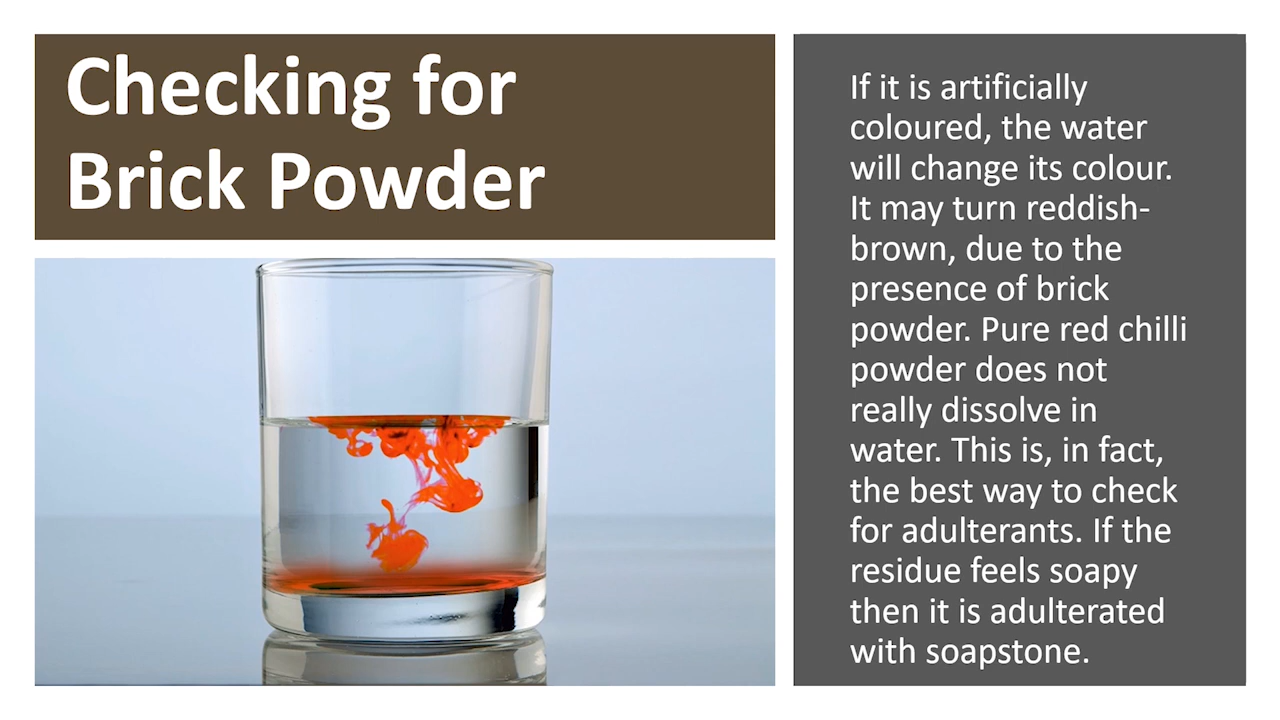 Checking for
Brick Powder
If it is artificially
coloured, the water
will change its colour.
It may turn reddish-
brown, due to the
presence of brick
powder. Pure red chilli
powder does not
really dissolve in
water. This is, in fact,
the best way to check
for adulterants. If the
residue feels soapy
then it is adulterated
with soapstone.